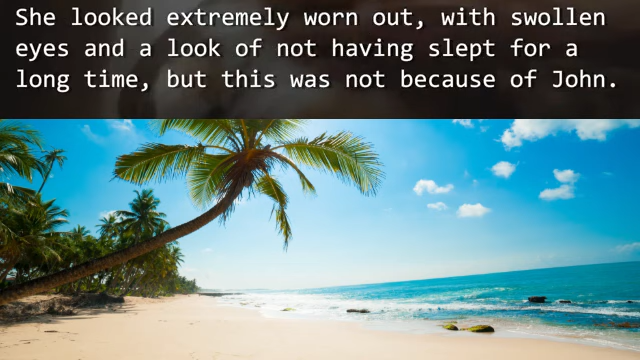 She looked extremely worn out, with swollen
eyes and a look of not having slept for a
long time, but this was not because of John.